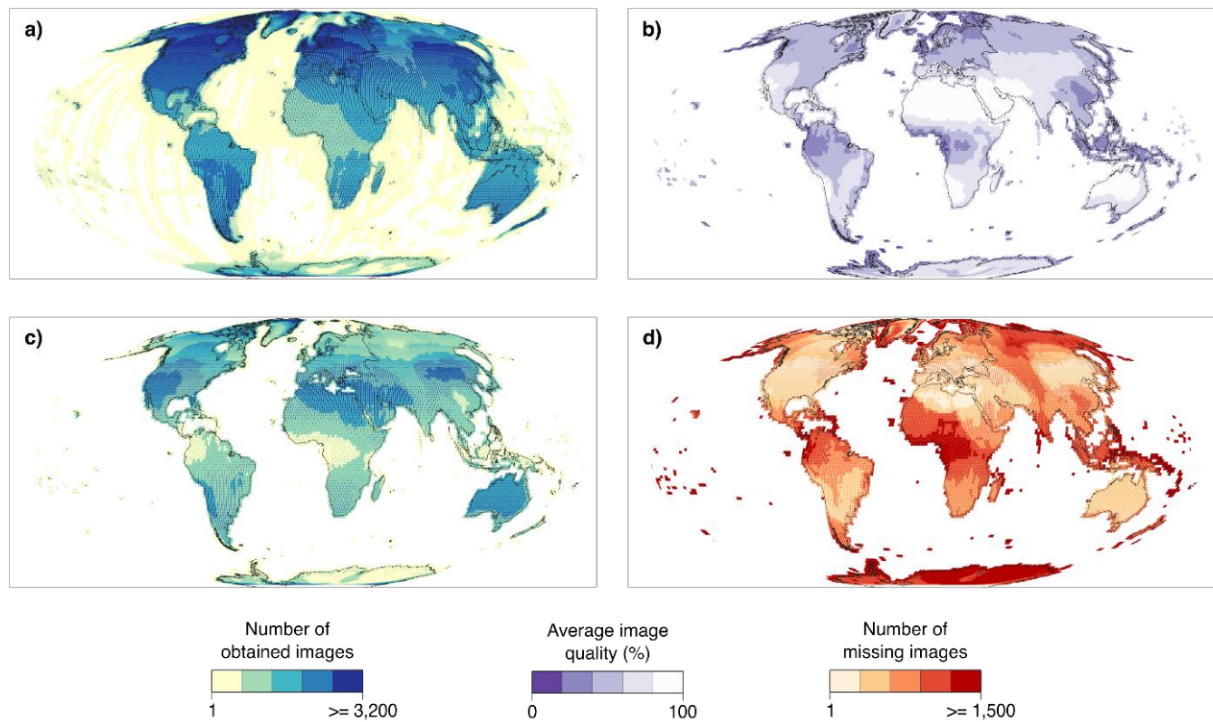 a)
b)
c)
d)
Number of
obtained images
1
>= 3,200
Average image
quality (%)
0
100
Number of
missing images
1
>= 1,500